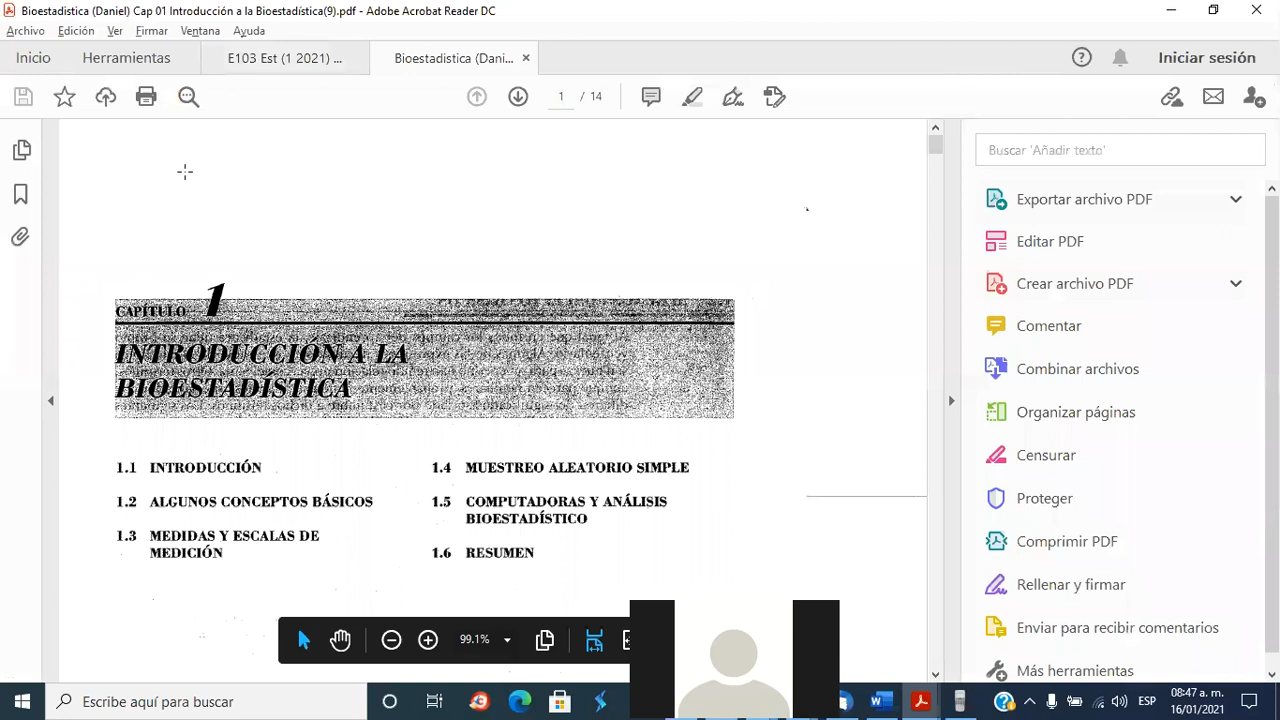 Bioestadistica (Daniel) Cap 01 Introducción a la Bioestadística(9).pdf - Adobe Acrobat Reader DC
Archivo Edición Ver Firmar Ventana Ayuda
Inicio Herramientas E103 Est (1 2021) ... Bioestadistica (Dani... × Iniciar sesión
1 / 14
Buscar 'Añadir texto'
Exportar archivo PDF
Editar PDF
Crear archivo PDF
Comentar
Combinar archivos
Organizar páginas
Censurar
Proteger
Comprimir PDF
Rellenar y firmar
Enviar para recibir comentarios
Más herramientas
CAPÍTULO 1
INTRODUCCIÓN A LA
BIOESTADÍSTICA
1.1 INTRODUCCIÓN
1.2 ALGUNOS CONCEPTOS BÁSICOS
1.3 MEDIDAS Y ESCALAS DE
MEDICIÓN
1.4 MUESTREO ALEATORIO SIMPLE
1.5 COMPUTADORAS Y ANÁLISIS
BIOESTADÍSTICO
1.6 RESUMEN
99.1%
Escribe aquí para buscar
ESP
08:47 a. m.
16/01/2021